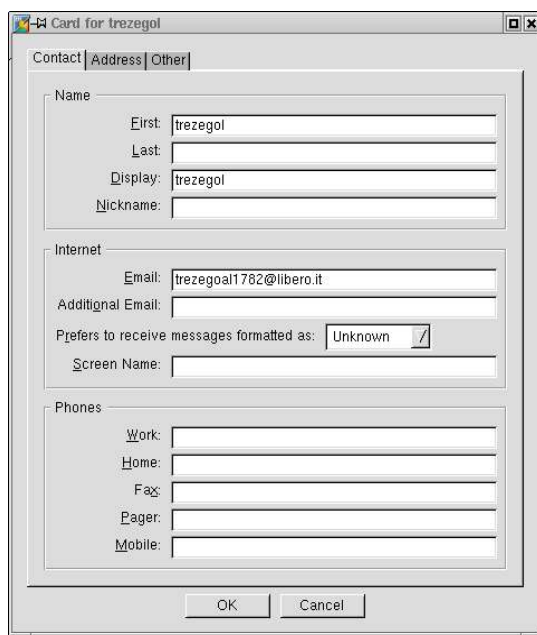 Card for trezegol
Contact Address Other
Name
First: trezegol
Last:
Display: trezegol
Nickname:
Internet
Email: trezegoal1782@libero.it
Additional Email:
Prefers to receive messages formatted as: Unknown
Screen Name:
Phones
Work:
Home:
Fax:
Pager:
Mobile:
OK Cancel